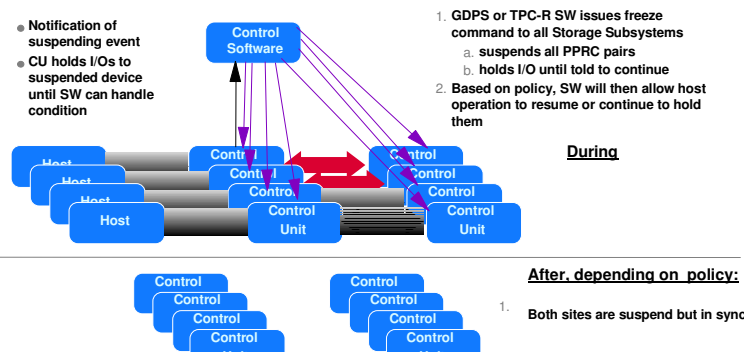 Notification of
suspending event
CU holds I/Os to
suspended device
until SW can handle
condition
Control
Software
1. GDPS or TPC-R SW issues freeze
command to all Storage Subsystems
a. suspends all PPRC pairs
b. holds I/O until told to continue
2. Based on policy, SW will then allow host
operation to resume or continue to hold
them
During
Host
Host
Host
Host
Control
Control
Control
Control
Unit
Control
Control
Control
Control
Unit
After, depending on policy:
1. Both sites are suspend but in sync
Control
Control
Control
Control
Control
Control
Control
Control